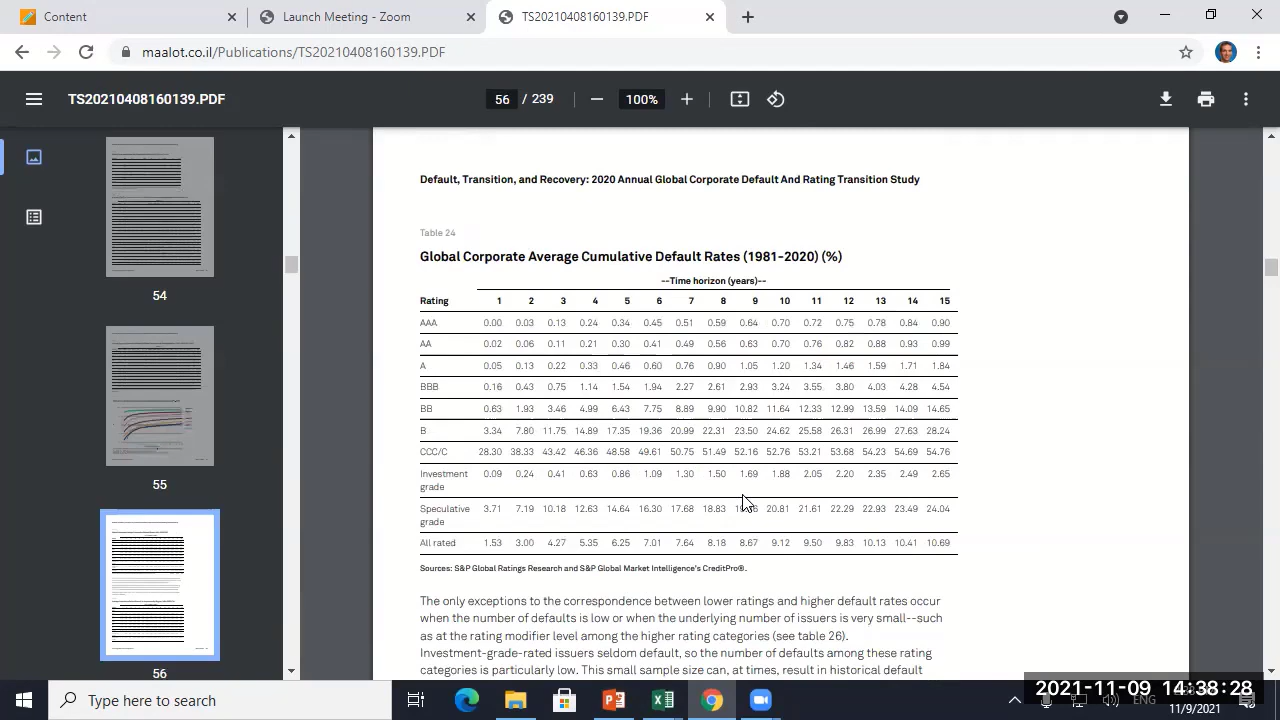 Content
Launch Meeting - Zoom
TS20210408160139.PDF
maalot.co.il/Publications/TS20210408160139.PDF
TS20210408160139.PDF
56 / 239
100%
54
55
56
Default, Transition, and Recovery: 2020 Annual Global Corporate Default And Rating Transition Study
Table 24
Global Corporate Average Cumulative Default Rates (1981-2020) (%)
--Time horizon (years)--
Rating 1 2 3 4 5 6 7 8 9 10 11 12 13 14 15
AAA 0.00 0.03 0.13 0.24 0.34 0.45 0.51 0.59 0.64 0.70 0.72 0.75 0.78 0.84 0.90
AA 0.02 0.06 0.11 0.21 0.30 0.41 0.49 0.56 0.63 0.70 0.76 0.82 0.88 0.93 0.99
A 0.05 0.13 0.22 0.33 0.46 0.60 0.76 0.90 1.05 1.20 1.34 1.46 1.59 1.71 1.84
BBB 0.16 0.43 0.75 1.14 1.54 1.94 2.27 2.61 2.93 3.24 3.55 3.80 4.03 4.28 4.54
BB 0.63 1.93 3.46 4.99 6.43 7.75 8.89 9.90 10.82 11.64 12.33 12.99 13.59 14.09 14.65
B 3.34 7.80 11.75 14.89 17.35 19.36 20.99 22.31 23.50 24.62 25.58 26.31 26.99 27.63 28.24
CCC/C 28.30 38.33 43.42 46.36 48.58 49.61 50.75 51.49 52.16 52.76 53.21 53.68 54.23 54.69 54.76
Investment 0.09 0.24 0.41 0.63 0.86 1.09 1.30 1.50 1.69 1.88 2.05 2.20 2.35 2.49 2.65
grade
Speculative 3.71 7.19 10.18 12.63 14.64 16.30 17.68 18.83 20.81 21.61 22.29 22.93 23.49 24.04
grade
All rated 1.53 3.00 4.27 5.35 6.25 7.01 7.64 8.18 8.67 9.12 9.50 9.83 10.13 10.41 10.69
Sources: S&P Global Ratings Research and S&P Global Market Intelligence's CreditPro®.
The only exceptions to the correspondence between lower ratings and higher default rates occur
when the number of defaults is low or when the underlying number of issuers is very small--such
as at the rating modifier level among the higher rating categories (see table 26).
Investment-grade-rated issuers seldom default, so the number of defaults among these rating
categories is particularly low. This small sample size can, at times, result in historical default
Type here to search
2021-11-09 14:38:28
ENG
11/9/2021